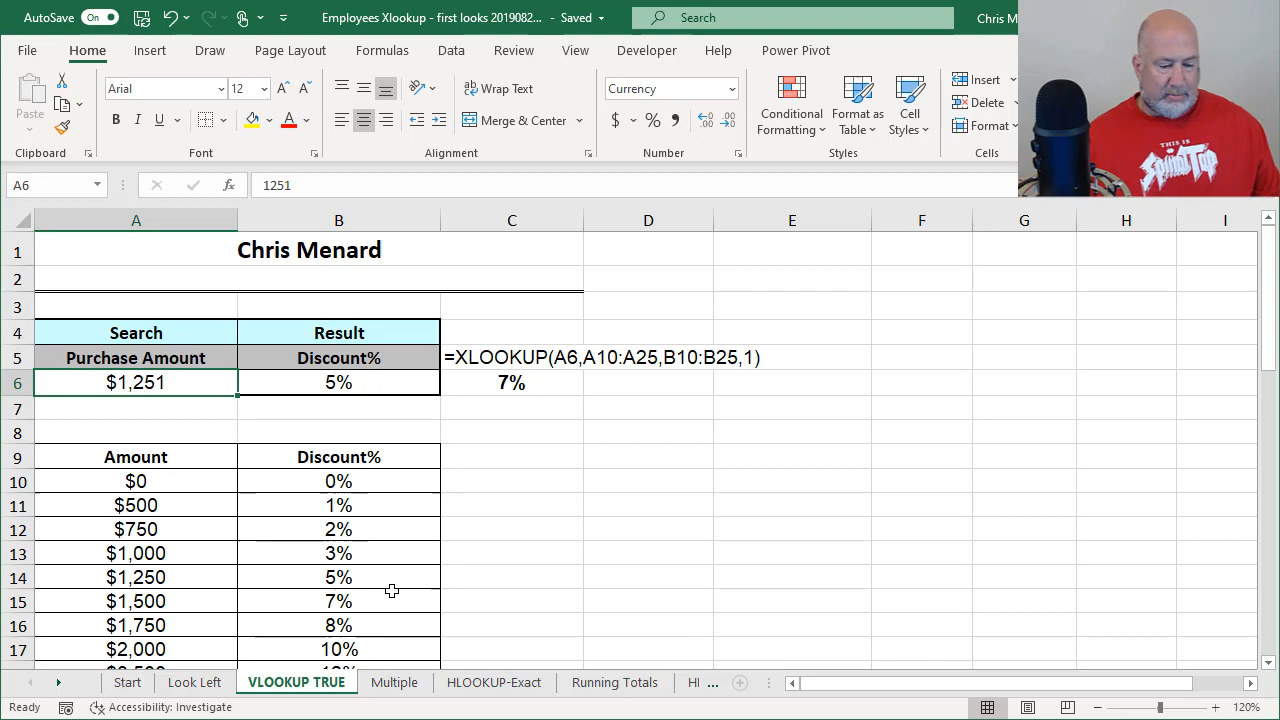 AutoSave On Employees Xlookup - first looks 2019082... - Saved Search Chris M
File Home Insert Draw Page Layout Formulas Data Review View Developer Help Power Pivot
Paste Arial 12 A A Wrap Text Currency Conditional Formatting Format as Table Cell Styles Insert
B I U A Merge & Center $ % , Delete
Format
Clipboard Font Alignment Number Styles Cells
A6 fx 1251
A B C D E F G H I
1 Chris Menard
2
3
4 Search Result
5 Purchase Amount Discount% =XLOOKUP(A6,A10:A25,B10:B25,1)
6 $1,251 5% 7%
7
8
9 Amount Discount%
10 $0 0%
11 $500 1%
12 $750 2%
13 $1,000 3%
14 $1,250 5%
15 $1,500 7%
16 $1,750 8%
17 $2,000 10%
Start Look Left VLOOKUP TRUE Multiple HLOOKUP-Exact Running Totals HI ...
Ready Accessibility: Investigate 120%
THIS IS
Spinal Tap